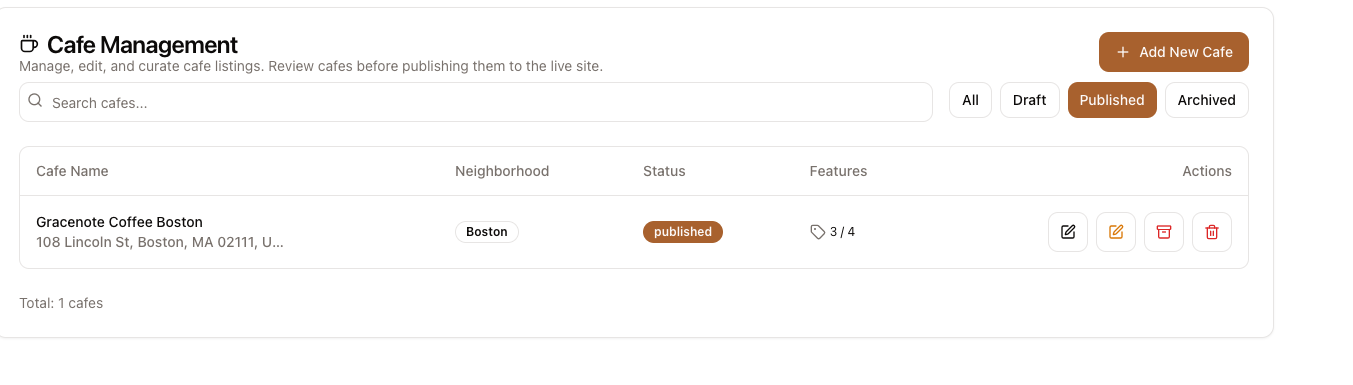 Cafe Management
Manage, edit, and curate cafe listings. Review cafes before publishing them to the live site.
Add New Cafe
Search cafes...
All Draft Published Archived
Cafe Name Neighborhood Status Features Actions
Gracenote Coffee Boston
108 Lincoln St, Boston, MA 02111, U...
Boston published 3 / 4
Total: 1 cafes